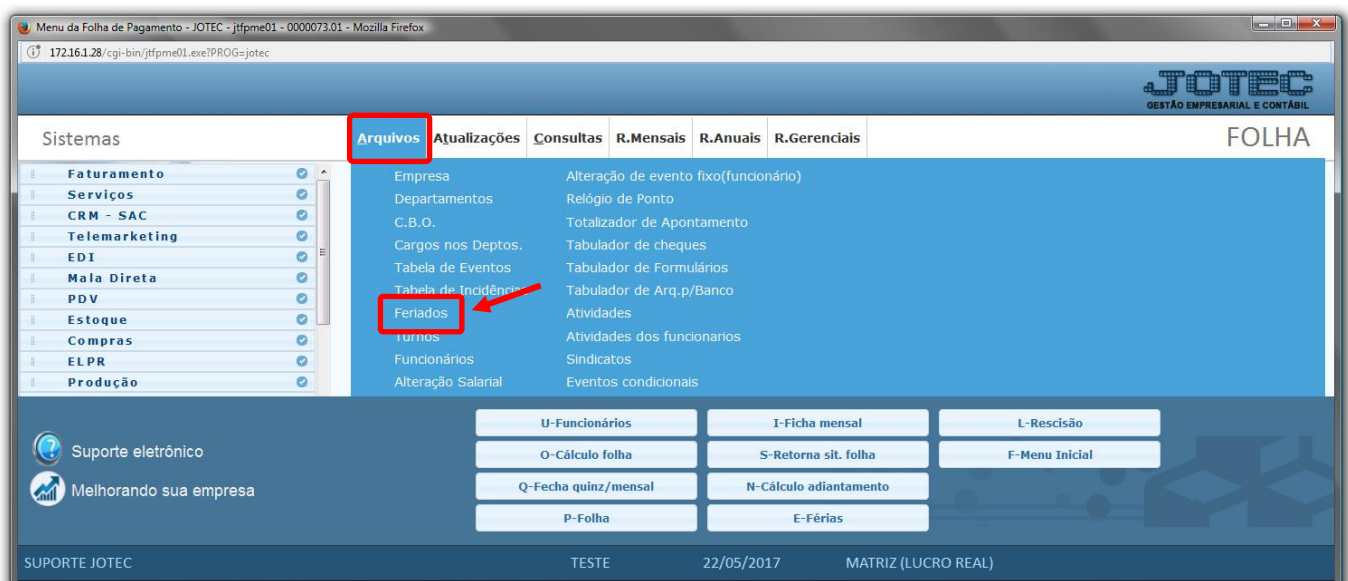 Menu da Folha de Pagamento - JOTEC - jtfpme01 - 0000073.01 - Mozilla Firefox
172.16.1.28/cgi-bin/jtfpme01.exe?PROG=jotec
JOTEC
GESTÃO EMPRESARIAL E CONTÁBIL
Sistemas
Arquivos Atualizações Consultas R.Mensais R.Anuais R.Gerenciais
FOLHA
Faturamento
Serviços
CRM - SAC
Telemarketing
EDI
Mala Direta
PDV
Estoque
Compras
ELPR
Produção
Empresa
Departamentos
C.B.O.
Cargos nos Deptos.
Tabela de Eventos
Tabela de Incidências
Feriados
Turnos
Funcionários
Alteração Salarial
Alteração de evento fixo(funcionário)
Relógio de Ponto
Totalizador de Apontamento
Tabulador de cheques
Tabulador de Formulários
Tabulador de Arq.p/Banco
Atividades
Atividades dos funcionarios
Sindicatos
Eventos condicionais
Suporte eletrônico
Melhorando sua empresa
U-Funcionários I-Ficha mensal L-Rescisão
O-Cálculo folha S-Retorna sit. folha F-Menu Inicial
Q-Fecha quinz/mensal N-Cálculo adiantamento
P-Folha E-Férias
SUPORTE JOTEC TESTE 22/05/2017 MATRIZ (LUCRO REAL)